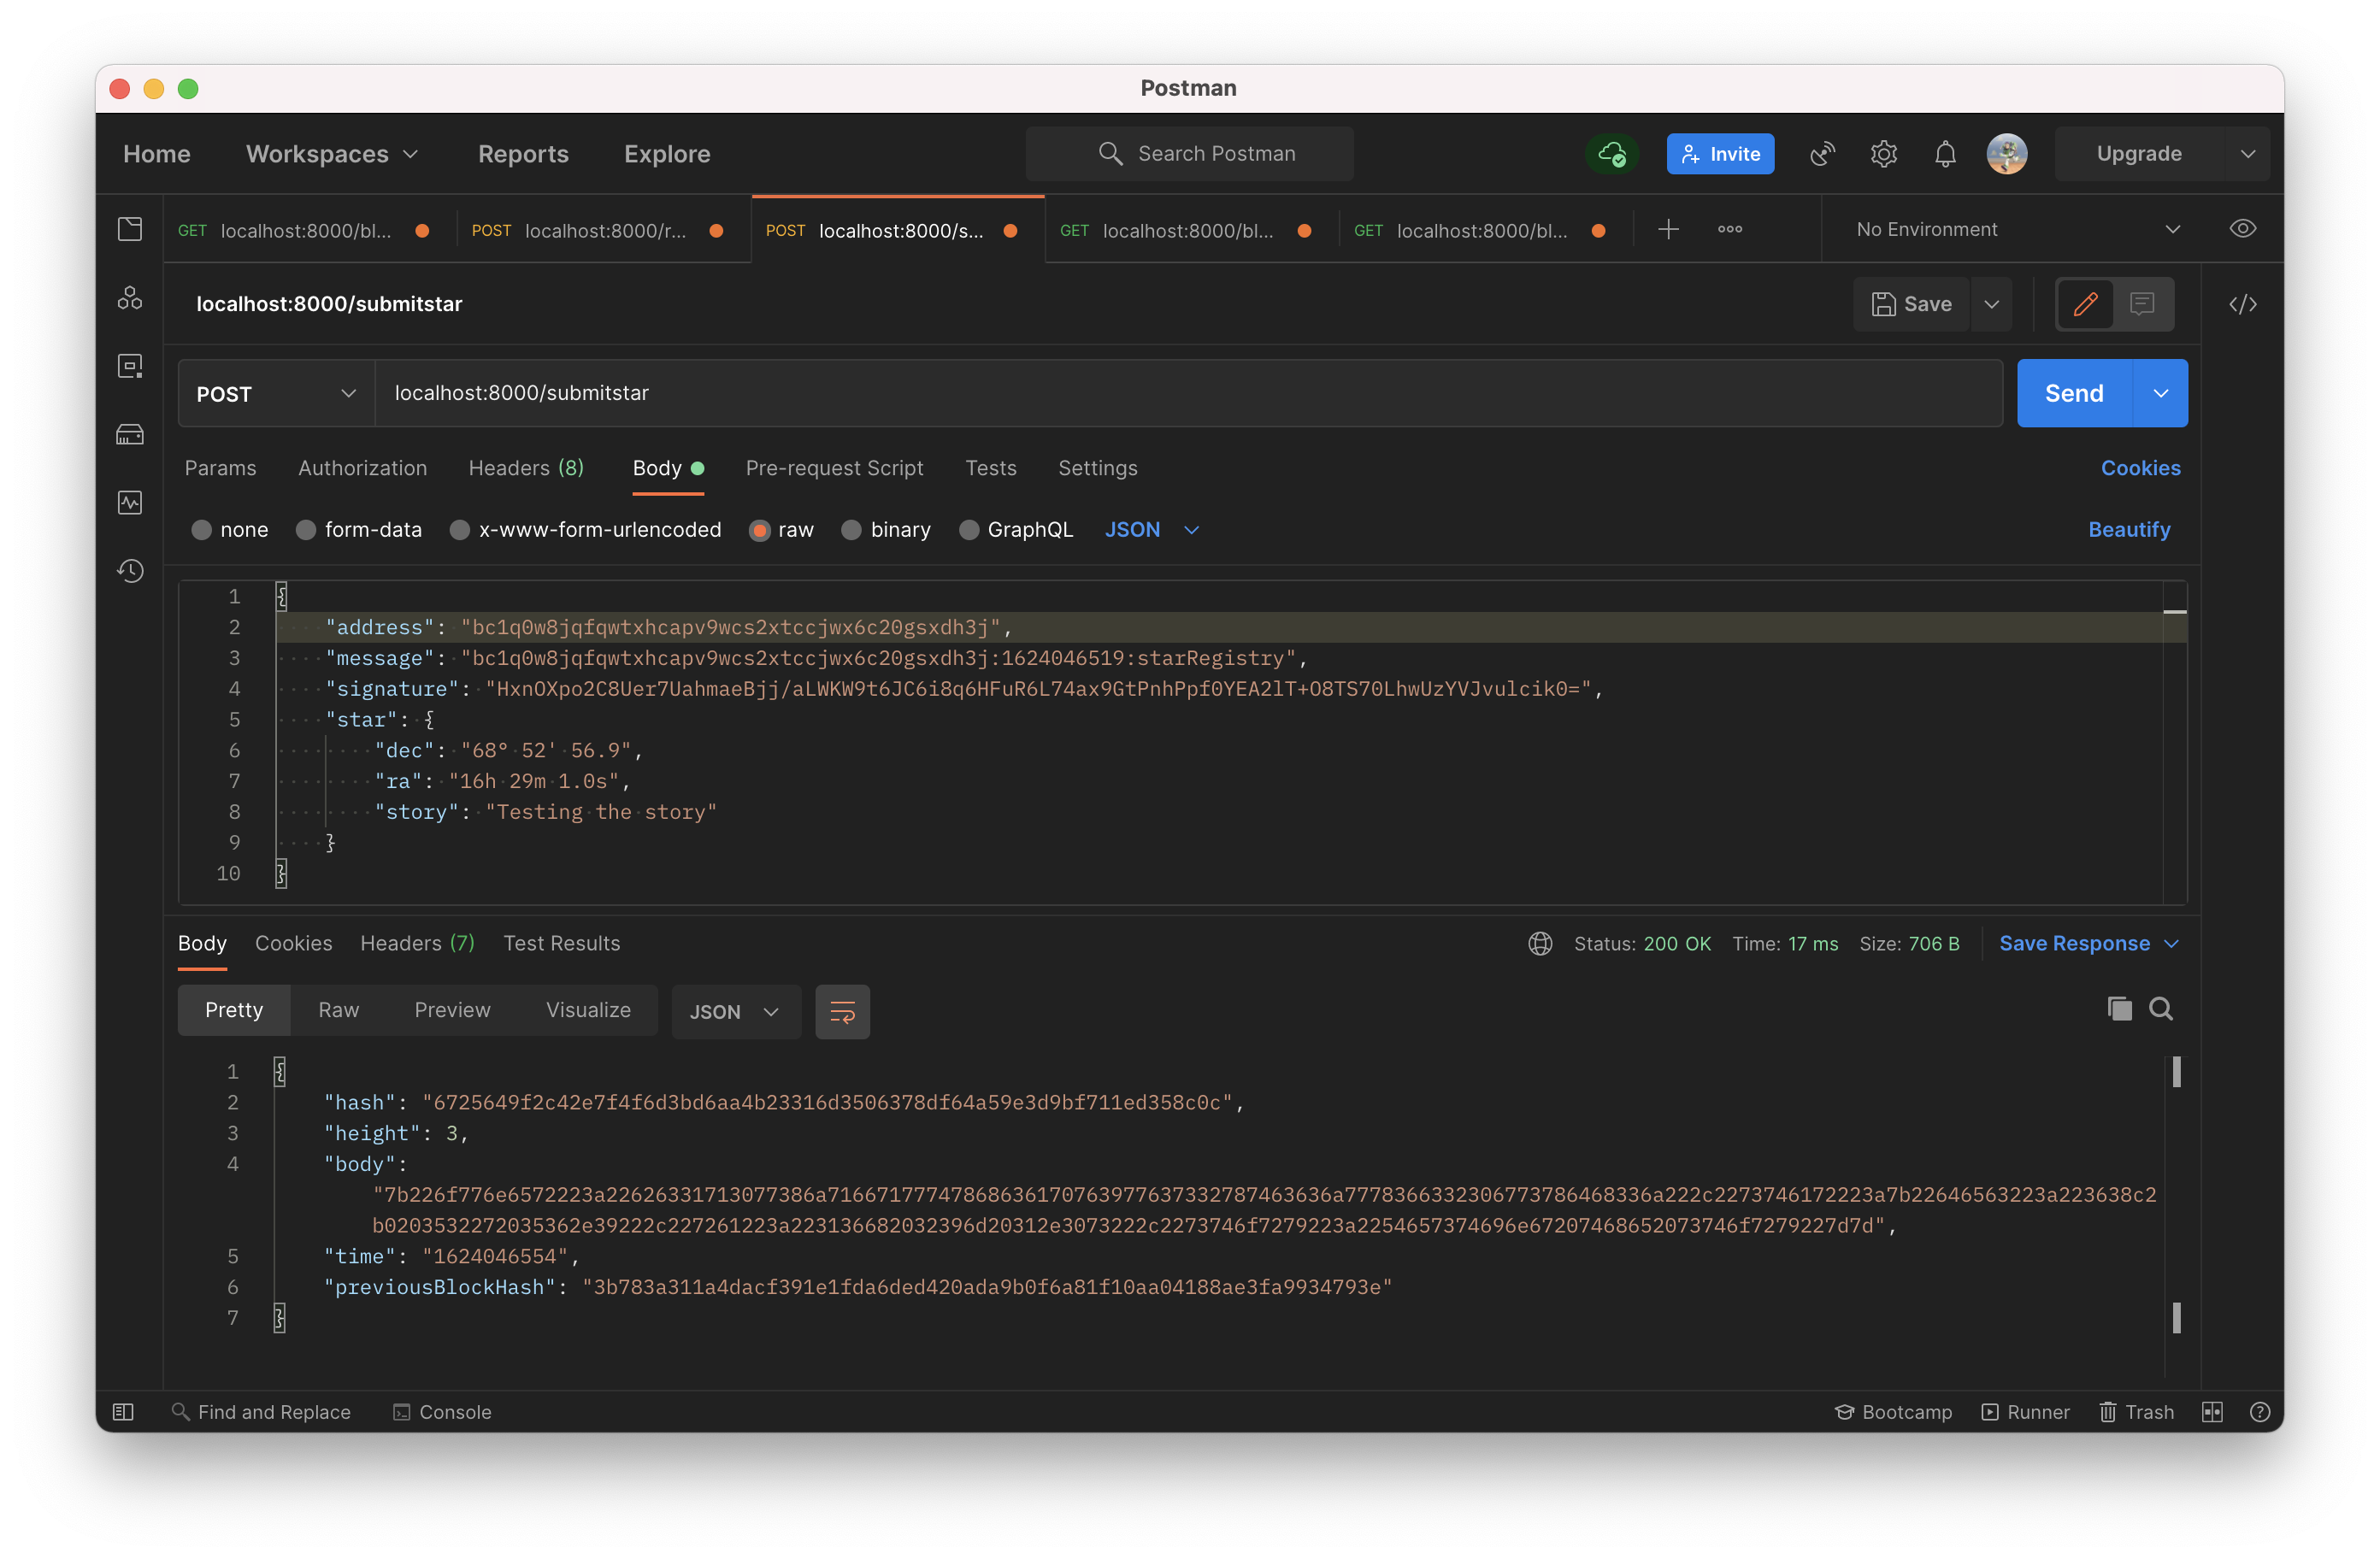 Postman
Home Workspaces Reports Explore Search Postman Invite Upgrade
GET localhost:8000/bl... POST localhost:8000/r... POST localhost:8000/s... GET localhost:8000/bl... GET localhost:8000/bl... No Environment
localhost:8000/submitstar Save
POST localhost:8000/submitstar Send
Params Authorization Headers (8) Body Pre-request Script Tests Settings Cookies
none form-data x-www-form-urlencoded raw binary GraphQL JSON Beautify
1 {
2 "address": "bc1q0w8jqfqwtxhcapv9wcs2xtccjwx6c20gsxdh3j",
3 "message": "bc1q0w8jqfqwtxhcapv9wcs2xtccjwx6c20gsxdh3j:1624046519:starRegistry",
4 "signature": "HxnOXpo2C8Uer7UahmaeBjj/aLWKW9t6JC6i8q6HFuR6L74ax9GtPnhPpf0YEA2lT+O8TS70LhwUzYVJvulcik0=",
5 "star": {
6 "dec": "68° 52' 56.9",
7 "ra": "16h 29m 1.0s",
8 "story": "Testing the story"
9 }
10 }
Body Cookies Headers (7) Test Results Status: 200 OK Time: 17 ms Size: 706 B Save Response
Pretty Raw Preview Visualize JSON
1 {
2 "hash": "6725649f2c42e7f4f6d3bd6aa4b23316d3506378df64a59e3d9bf711ed358c0c",
3 "height": 3,
4 "body":
"7b226f776e6572223a22626331713077386a716671777478686361707639776373327874636 36a777836633230677378646833 6a222c2273746172223a7b22646563223a223638c2
b0203532272035362e39222c227261223a22313668203239 6d20312e3073222c2273746f7279223a2254657374696e67207468652073746f7279227d7d",
5 "time": "1624046554",
6 "previousBlockHash": "3b783a311a4dacf391e1fda6ded420ada9b0f6a81f10aa04188ae3fa9934793e"
7 }
Find and Replace Console Bootcamp Runner Trash